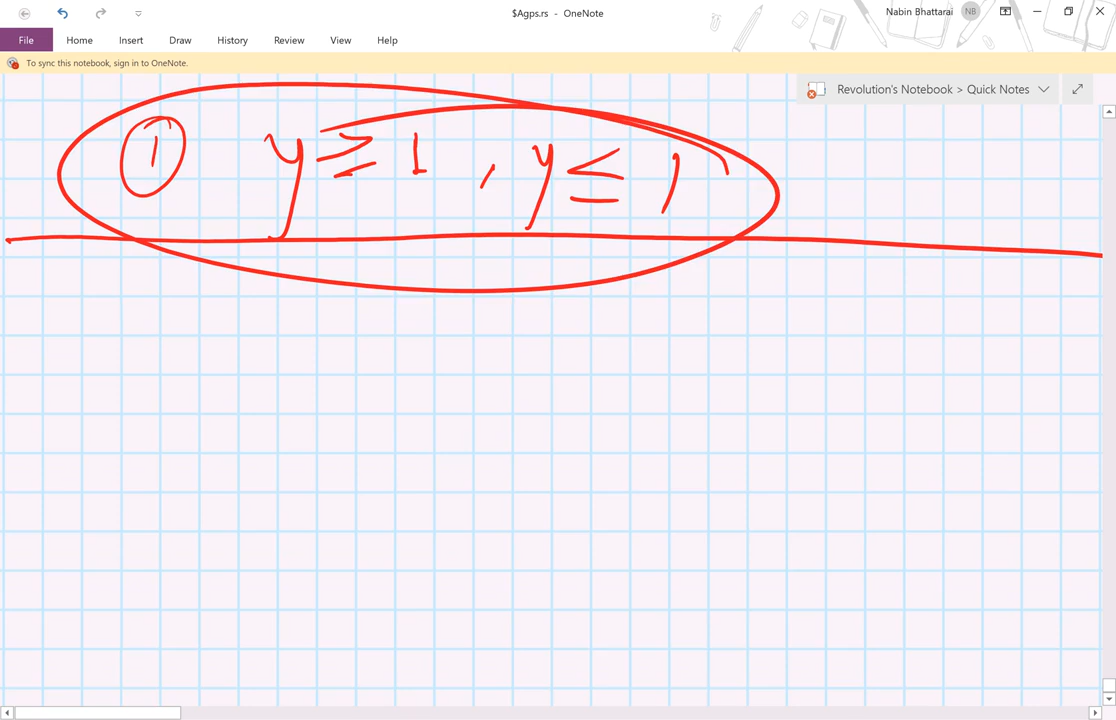 $Agps.rs - OneNote
Nabin Bhattarai NB
File Home Insert Draw History Review View Help
To sync this notebook, sign in to OneNote.
Revolution's Notebook > Quick Notes
① y ≥ 1 , y ≤ 1